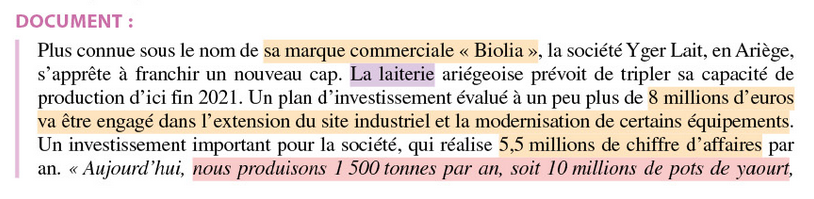 DOCUMENT :
Plus connue sous le nom de sa marque commerciale « Biolia », la société Yger Lait, en Ariège,
s’apprête à franchir un nouveau cap. La laiterie ariégeoise prévoit de tripler sa capacité de
production d’ici fin 2021. Un plan d’investissement évalué à un peu plus de 8 millions d’euros
va être engagé dans l’extension du site industriel et la modernisation de certains équipements.
Un investissement important pour la société, qui réalise 5,5 millions de chiffre d’affaires par
an. « Aujourd’hui, nous produisons 1 500 tonnes par an, soit 10 millions de pots de yaourt,